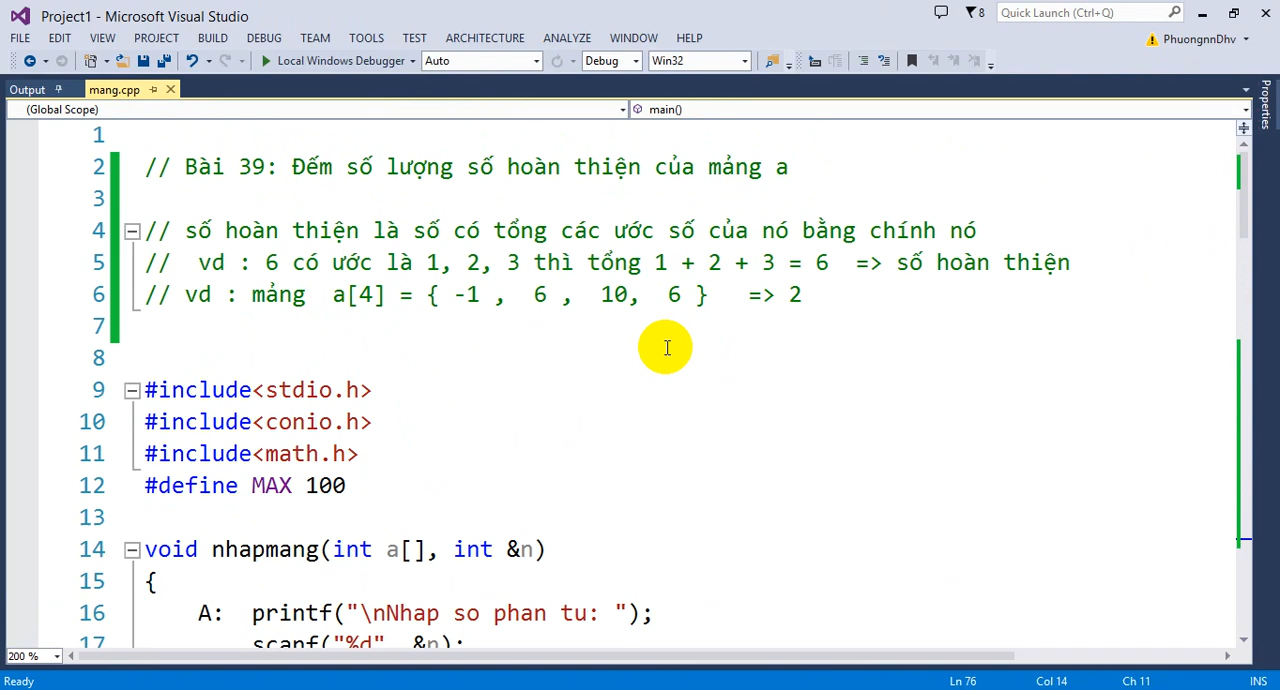 Project1 - Microsoft Visual Studio
8
Quick Launch (Ctrl+Q)
FILE EDIT VIEW PROJECT BUILD DEBUG TEAM TOOLS TEST ARCHITECTURE ANALYZE WINDOW HELP
PhuongnnDhv
Local Windows Debugger Auto Debug Win32
Output mang.cpp
(Global Scope) main()
Properties
1
2 // Bài 39: Đếm số lượng số hoàn thiện của mảng a
3
4 // số hoàn thiện là số có tổng các ước số của nó bằng chính nó
5 // vd : 6 có ước là 1, 2, 3 thì tổng 1 + 2 + 3 = 6 => số hoàn thiện
6 // vd : mảng a[4] = { -1 , 6 , 10, 6 } => 2
7
8
9 #include<stdio.h>
10 #include<conio.h>
11 #include<math.h>
12 #define MAX 100
13
14 void nhapmang(int a[], int &n)
15 {
16 A: printf("\nNhap so phan tu: ");
17 scanf("%d", &n);
200 %
Ready Ln 76 Col 14 Ch 11 INS